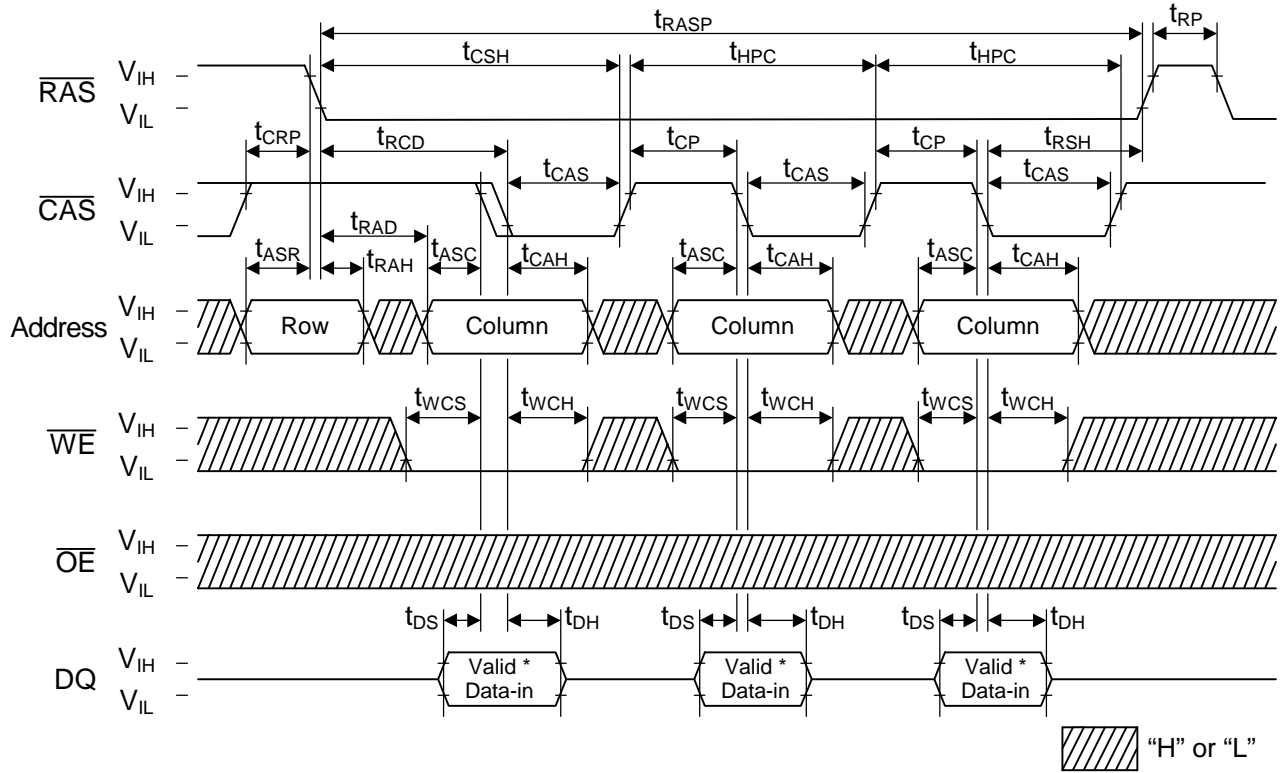 tRASP tRP
tCSH tHPC tHPC
RAS VIH
VIL
tCRP tRCD tCP tCP tRSH
tCAS tCAS tCAS
CAS VIH
VIL
tRAD
tASR tRAH tASC tCAH tASC tCAH tASC tCAH
Address VIH
VIL
Row Column Column Column
tWCS tWCH tWCS tWCH tWCS tWCH
WE VIH
VIL
OE VIH
VIL
tDS tDH tDS tDH tDS tDH
DQ VIH
VIL
Valid * Valid * Valid *
Data-in Data-in Data-in
“H” or “L”